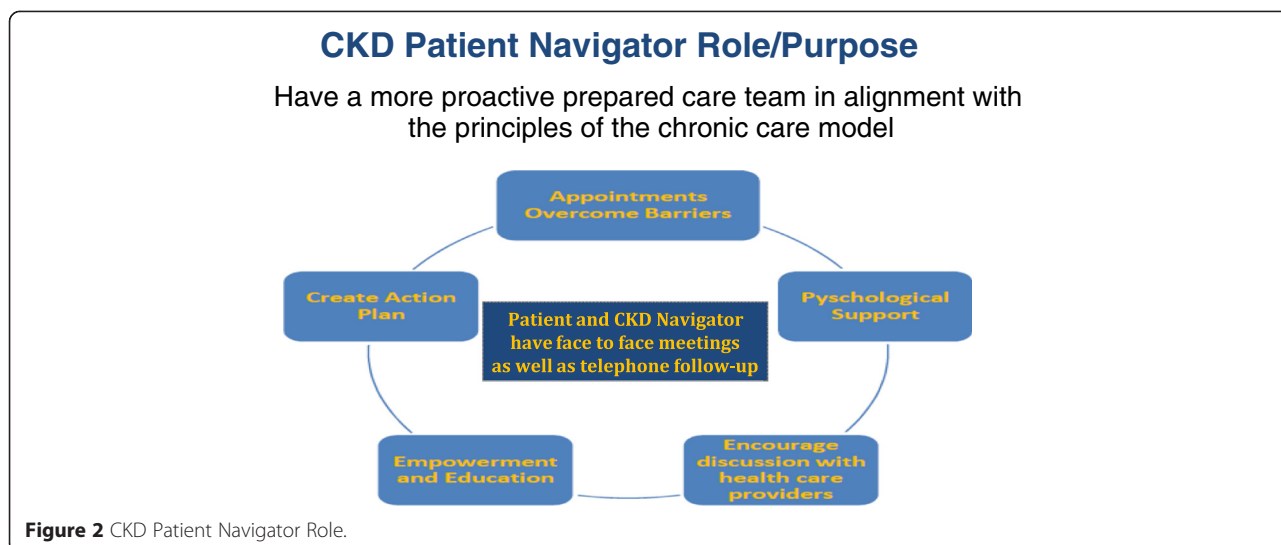 CKD Patient Navigator Role/Purpose
Have a more proactive prepared care team in alignment with
the principles of the chronic care model
Appointments
Overcome Barriers
Create Action
Plan
Pyschological
Support
Patient and CKD Navigator
have face to face meetings
as well as telephone follow-up
Empowerment
and Education
Encourage
discussion with
health care
providers
Figure 2 CKD Patient Navigator Role.